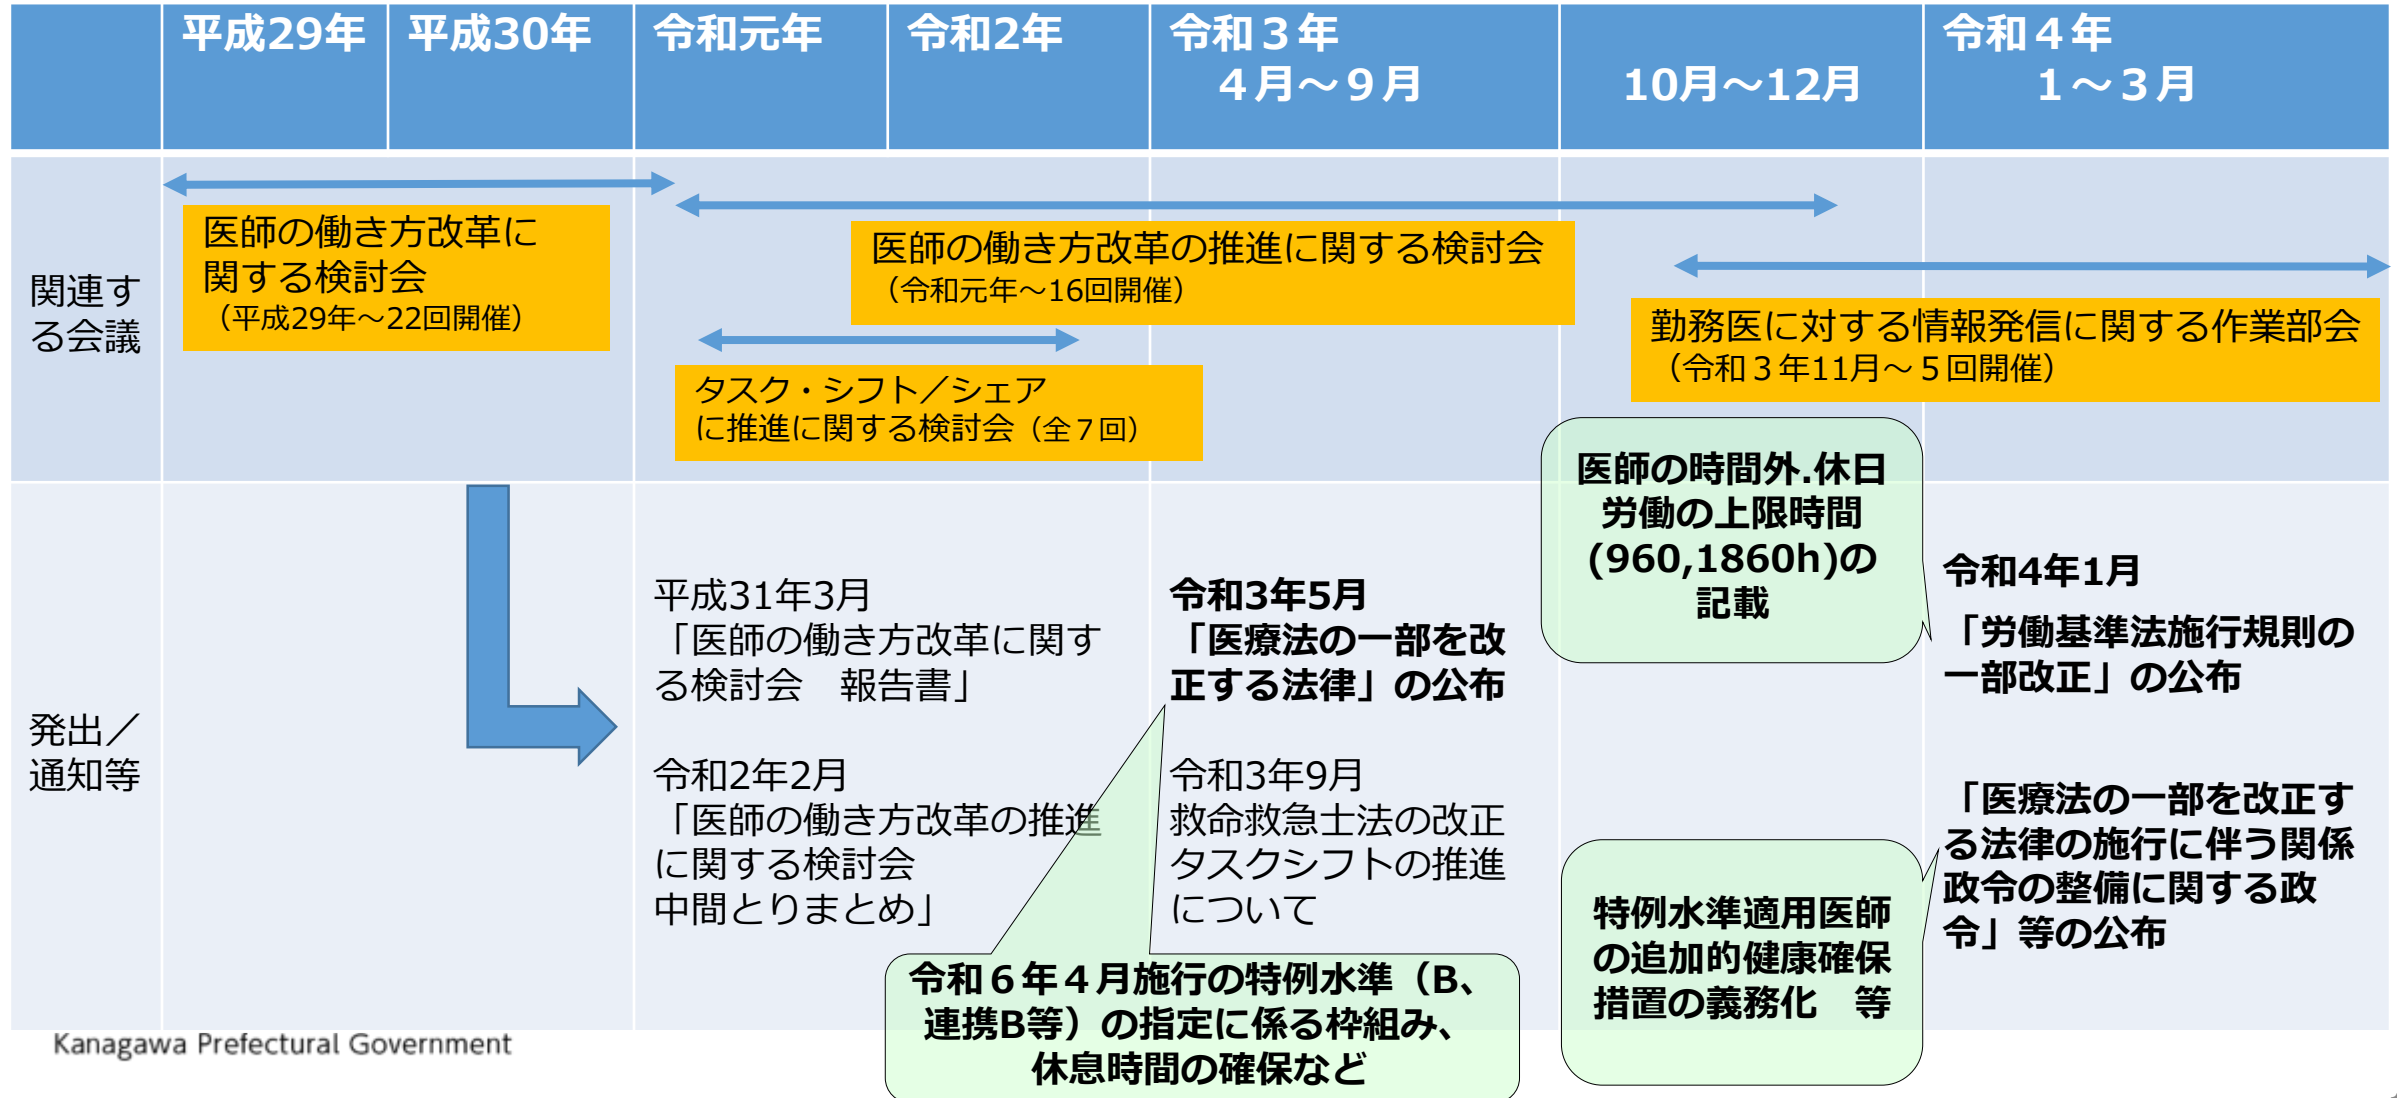 平成29年
平成30年
令和元年
令和2年
令和３年
４月～９月
10月～12月
令和４年
１～３月
関連す
る会議
医師の働き方改革に
関する検討会
（平成29年～22回開催）
医師の働き方改革の推進に関する検討会
（令和元年～16回開催）
タスク・シフト／シェア
に推進に関する検討会（全７回）
勤務医に対する情報発信に関する作業部会
（令和３年11月～５回開催）
発出／
通知等
平成31年3月
「医師の働き方改革に関す
る検討会　報告書」
令和2年2月
「医師の働き方改革の推進
に関する検討会
中間とりまとめ」
令和3年5月
「医療法の一部を改
正する法律」の公布
令和3年9月
救命救急士法の改正
タスクシフトの推進
について
令和６年４月施行の特例水準（B、
連携B等）の指定に係る枠組み、
休息時間の確保など
医師の時間外.休日
労働の上限時間
(960,1860h)の
記載
特例水準適用医師
の追加的健康確保
措置の義務化　等
令和4年1月
「労働基準法施行規則の
一部改正」の公布
「医療法の一部を改正す
る法律の施行に伴う関係
政令の整備に関する政
令」等の公布
Kanagawa Prefectural Government